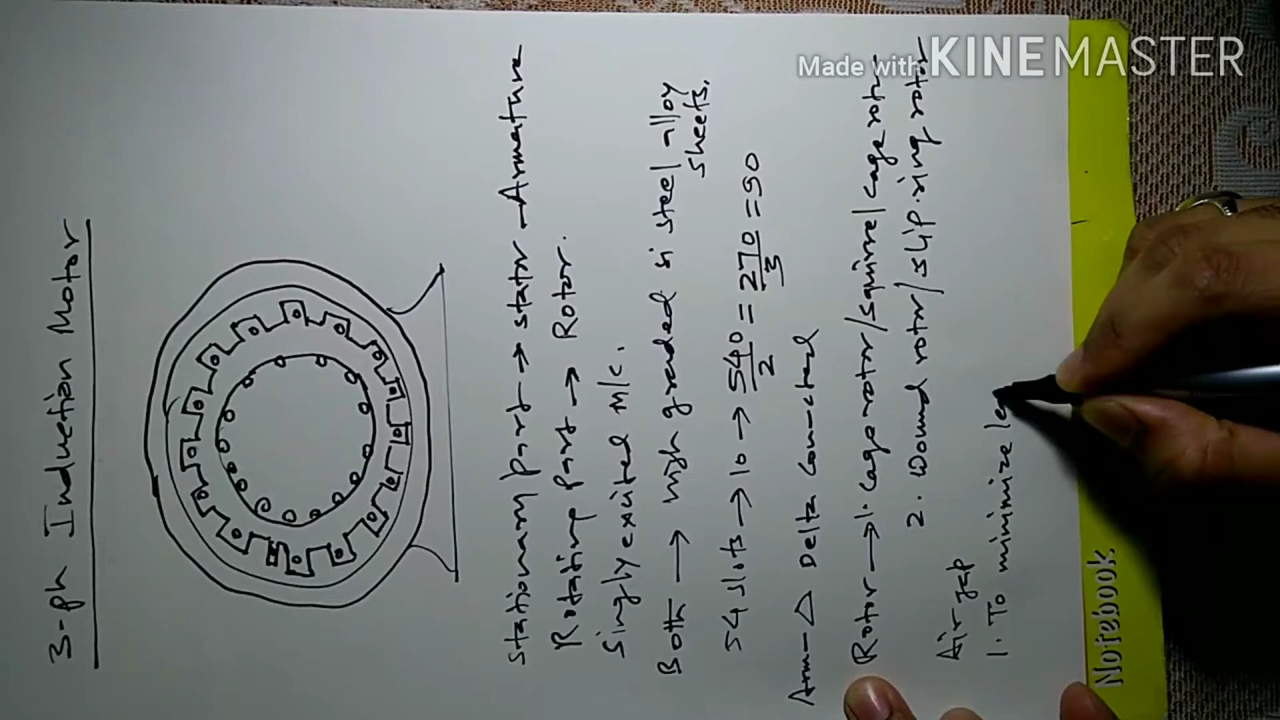 3-ph Induction Motor
Stationary part → stator - Armature
Rotating part → Rotor.
Singly excited M/c.
Both → high graded si steel alloy
sheets.
54 slots → 10 → 540/2 = 270/3 = 90
Arm - Δ Delta connected
Rotor → 1. Cage rotor/squirrel cage rotor
2. Wound rotor/slip-ring rotor
Air gap
1. To minimize le
Notebook
Made with KINEMASTER